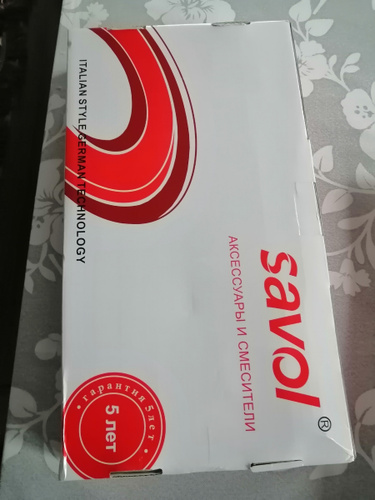 savol®
АКСЕССУАРЫ И СМЕСИТЕЛИ
ITALIAN STYLE,GERMAN TECHNOLOGY
гарантия 5 лет
5 лет